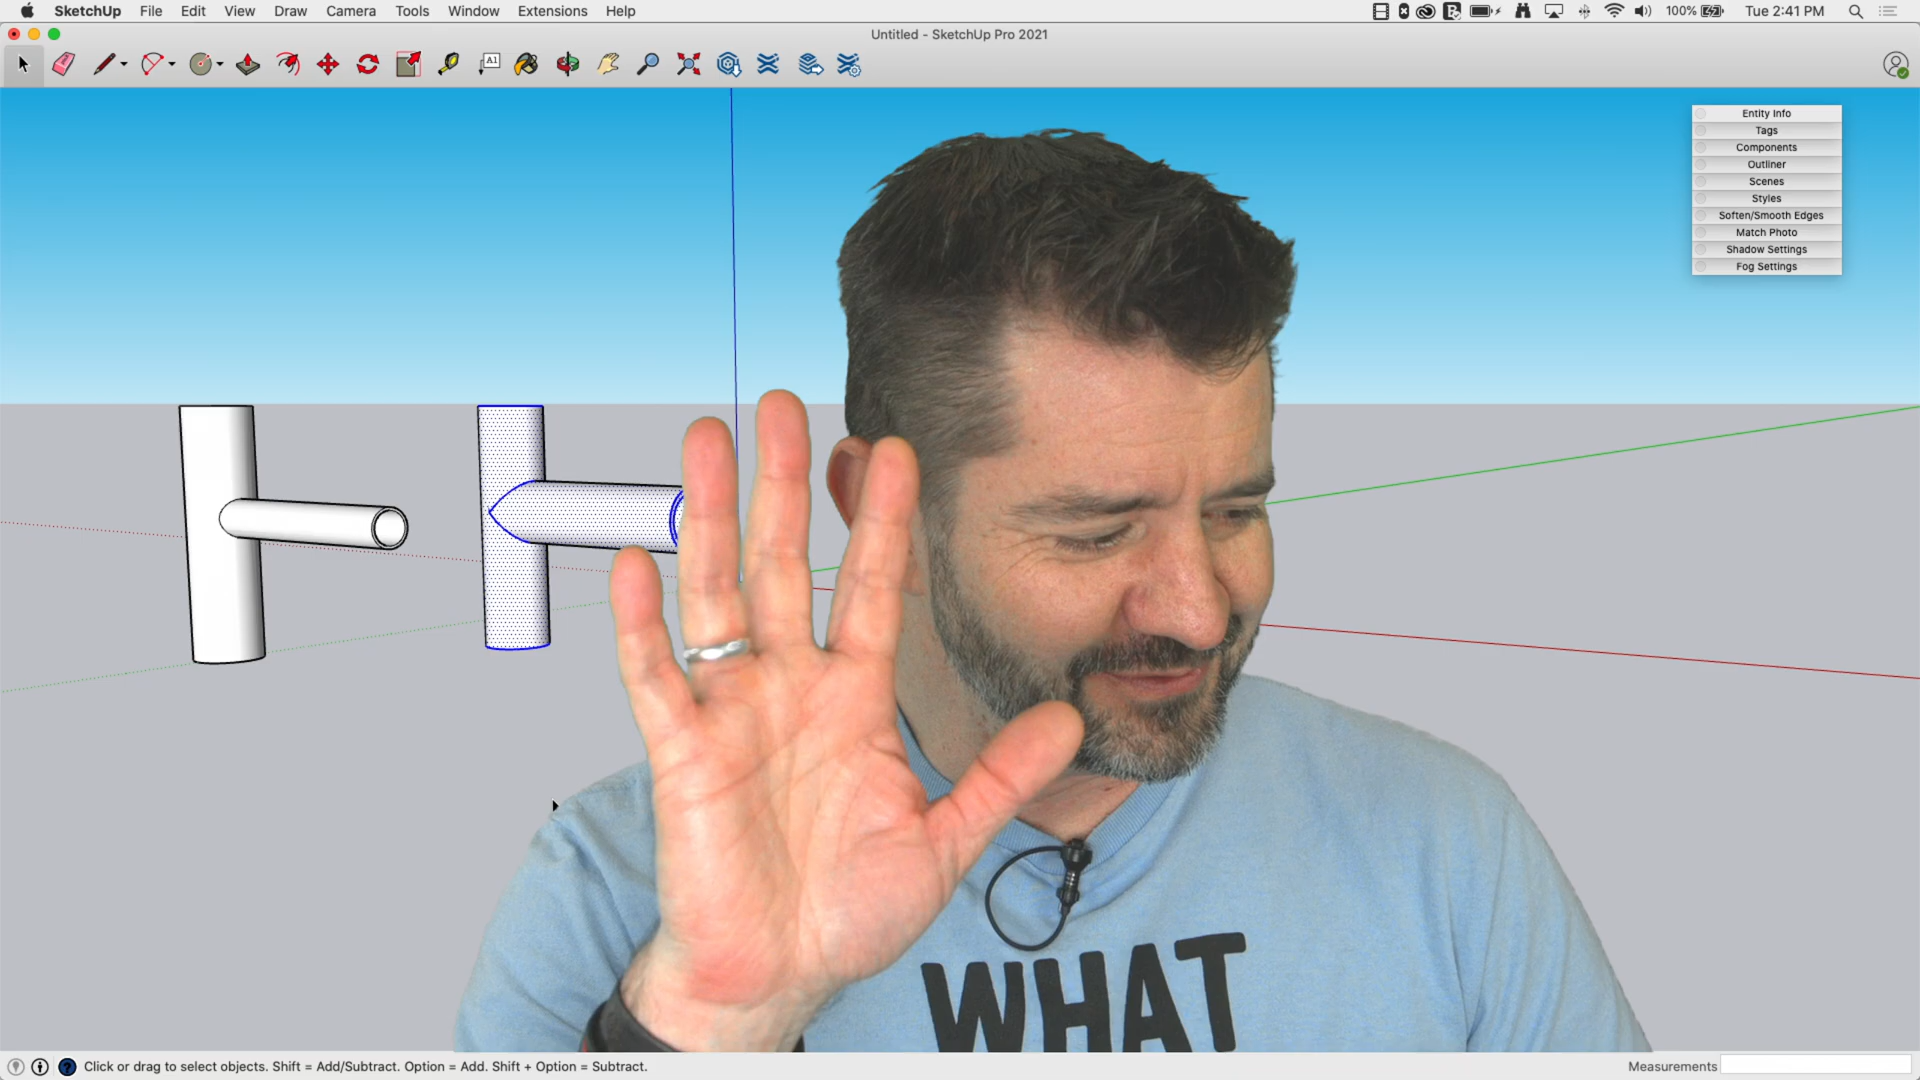 SketchUp File Edit View Draw Camera Tools Window Extensions Help 100% Tue 2:41 PM
Untitled - SketchUp Pro 2021
A1
Entity Info
Tags
Components
Outliner
Scenes
Styles
Soften/Smooth Edges
Match Photo
Shadow Settings
Fog Settings
WHAT
Click or drag to select objects. Shift = Add/Subtract. Option = Add. Shift + Option = Subtract.
Measurements